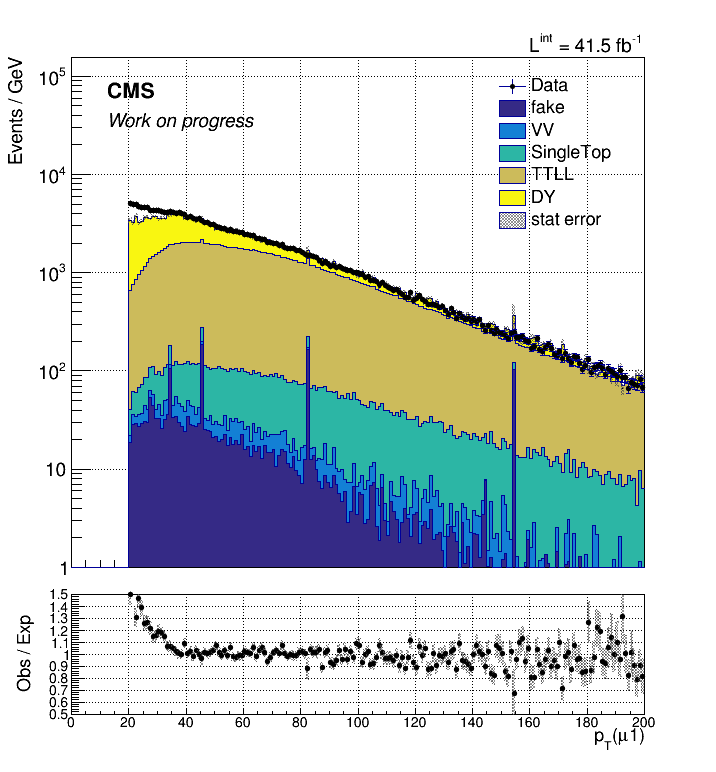 L^int = 41.5 fb^-1
Events / GeV
CMS
Work on progress
Data
fake
VV
SingleTop
TTLL
DY
stat error
10^5
10^4
10^3
10^2
10
1
Obs / Exp
1.5
1.4
1.3
1.2
1.1
1
0.9
0.8
0.7
0.6
0.5
0 20 40 60 80 100 120 140 160 180 200
p_T(μ1)